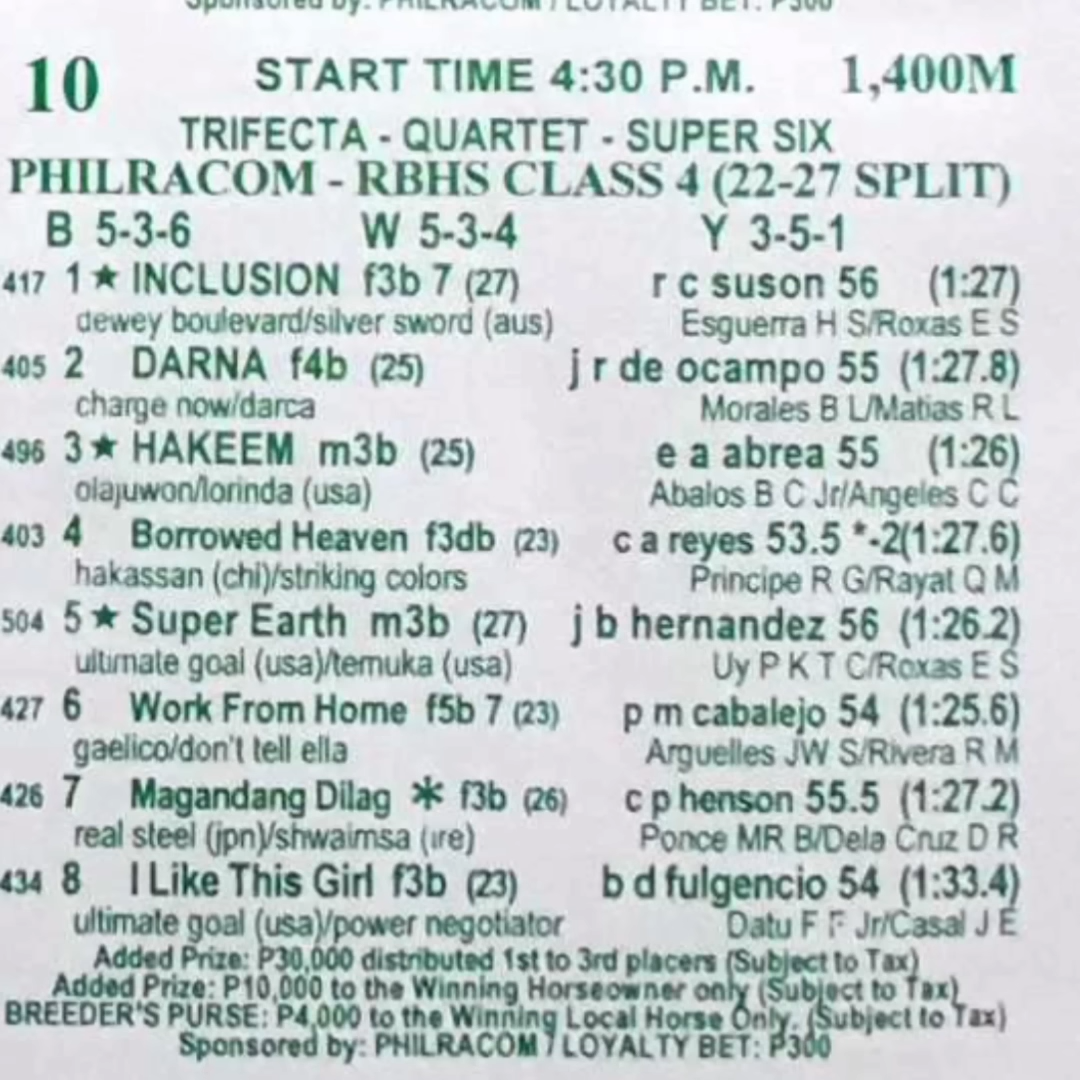 Sponsored by: PHILRACOM / LOYALTY BET: P300
10 START TIME 4:30 P.M. 1,400M
TRIFECTA - QUARTET - SUPER SIX
PHILRACOM - RBHS CLASS 4 (22-27 SPLIT)
B 5-3-6 W 5-3-4 Y 3-5-1
417 1 ★ INCLUSION f3b 7 (27) r c suson 56 (1:27)
dewey boulevard/silver sword (aus) Esguerra H S/Roxas E S
405 2 DARNA f4b (25) j r de ocampo 55 (1:27.8)
charge now/darca Morales B L/Matias R L
496 3 ★ HAKEEM m3b (25) e a abrea 55 (1:26)
olajuwon/lorinda (usa) Abalos B C Jr/Angeles C C
403 4 Borrowed Heaven f3db (23) c a reyes 53.5 *-2(1:27.6)
hakassan (chi)/striking colors Principe R G/Rayat Q M
504 5 ★ Super Earth m3b (27) j b hernandez 56 (1:26.2)
ultimate goal (usa)/temuka (usa) Uy P K T C/Roxas E S
427 6 Work From Home f5b 7 (23) p m cabalejo 54 (1:25.6)
gaelico/don't tell ella Arguelles JW S/Rivera R M
426 7 Magandang Dilag * f3b (26) c p henson 55.5 (1:27.2)
real steel (jpn)/shwaimsa (ire) Ponce MR B/Dela Cruz D R
434 8 I Like This Girl f3b (23) b d fulgencio 54 (1:33.4)
ultimate goal (usa)/power negotiator Datu F F Jr/Casal J E
Added Prize: P30,000 distributed 1st to 3rd placers (Subject to Tax)
Added Prize: P10,000 to the Winning Horseowner only (Subject to Tax)
BREEDER'S PURSE: P4,000 to the Winning Local Horse Only. (Subject to Tax)
Sponsored by: PHILRACOM / LOYALTY BET: P300